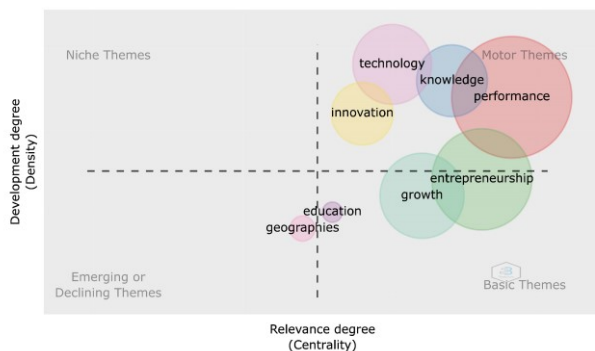 Niche Themes
Motor Themes
technology
knowledge
performance
innovation
entrepreneurship
growth
education
geographies
Emerging or
Declining Themes
Basic Themes
Development degree
(Density)
Relevance degree
(Centrality)